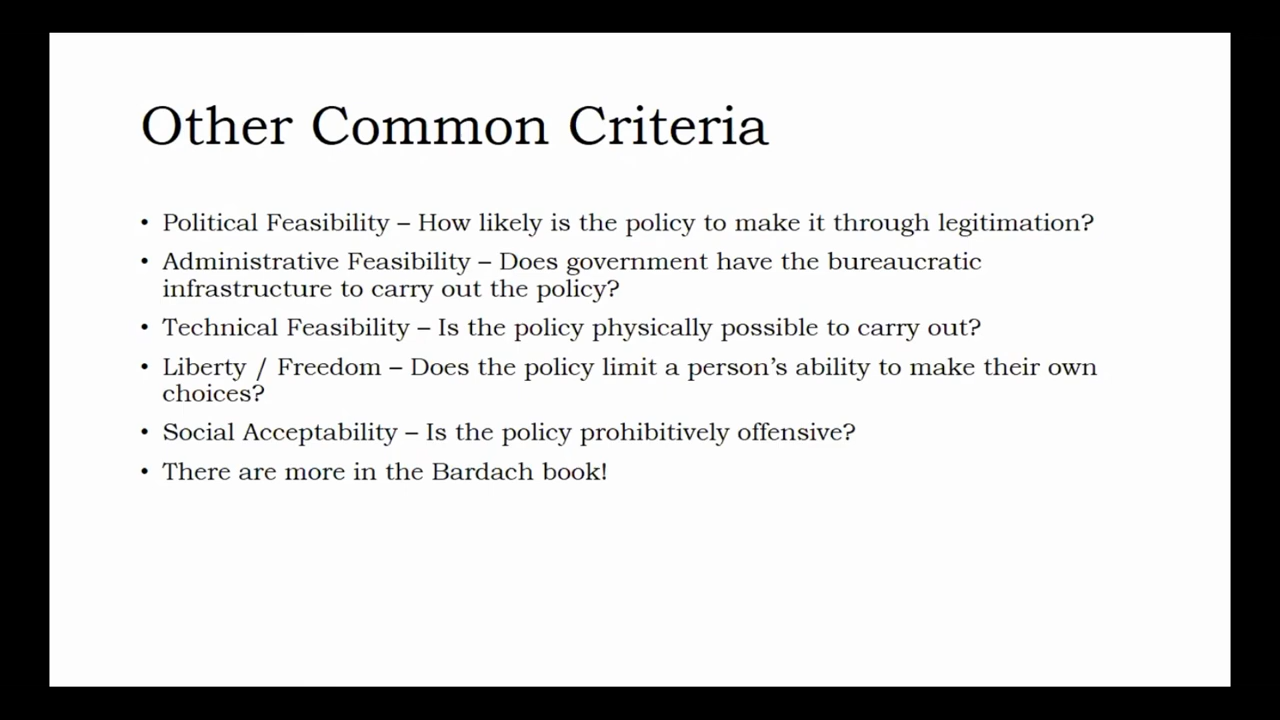 Other Common Criteria
• Political Feasibility – How likely is the policy to make it through legitimation?
• Administrative Feasibility – Does government have the bureaucratic
infrastructure to carry out the policy?
• Technical Feasibility – Is the policy physically possible to carry out?
• Liberty / Freedom – Does the policy limit a person’s ability to make their own
choices?
• Social Acceptability – Is the policy prohibitively offensive?
• There are more in the Bardach book!